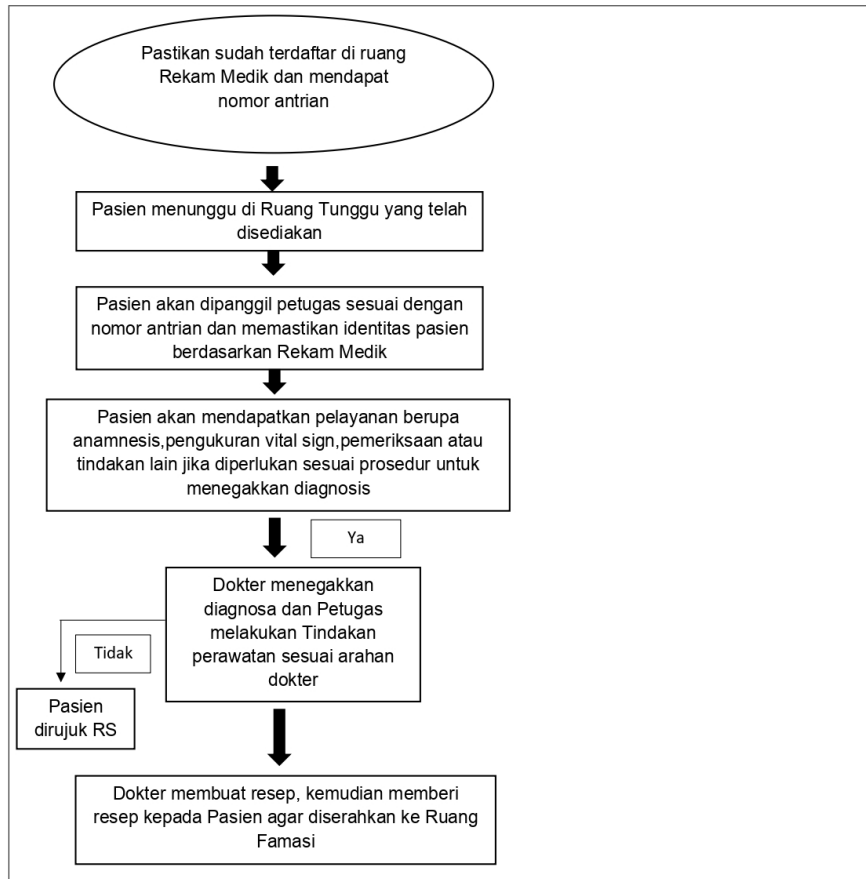 Pastikan sudah terdaftar di ruang
Rekam Medik dan mendapat
nomor antrian
Pasien menunggu di Ruang Tunggu yang telah
disediakan
Pasien akan dipanggil petugas sesuai dengan
nomor antrian dan memastikan identitas pasien
berdasarkan Rekam Medik
Pasien akan mendapatkan pelayanan berupa
anamnesis,pengukuran vital sign,pemeriksaan atau
tindakan lain jika diperlukan sesuai prosedur untuk
menegakkan diagnosis
Ya
Dokter menegakkan
diagnosa dan Petugas
melakukan Tindakan
perawatan sesuai arahan
dokter
Tidak
Pasien
dirujuk RS
Dokter membuat resep, kemudian memberi
resep kepada Pasien agar diserahkan ke Ruang
Famasi